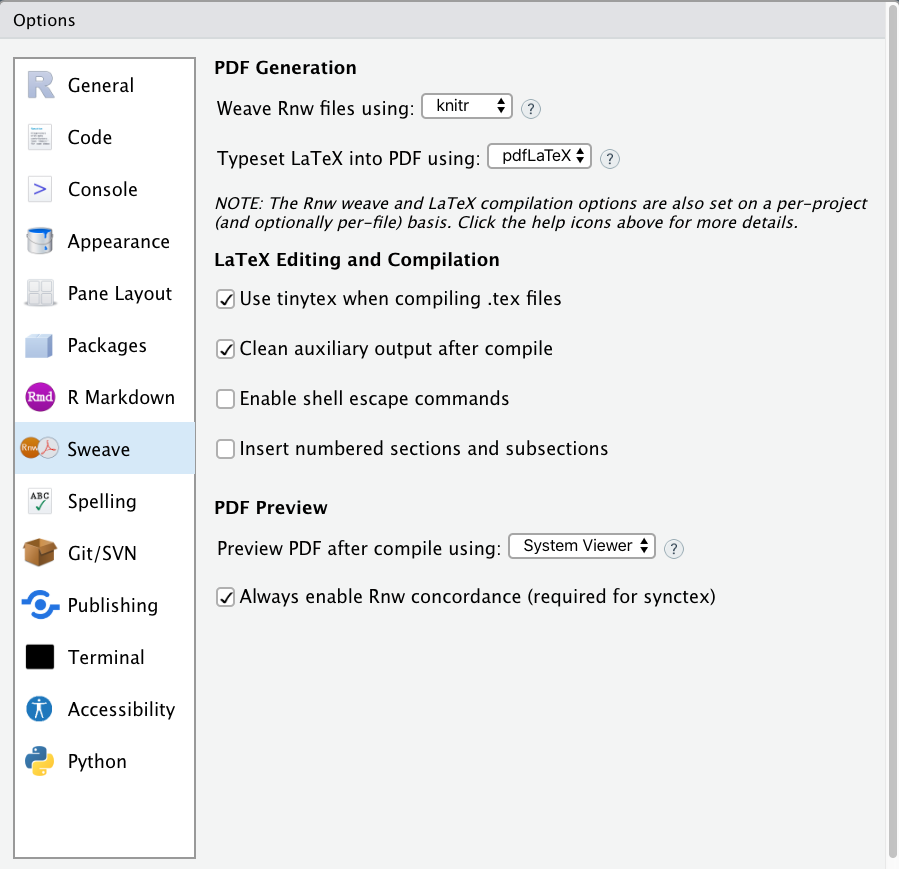 Options
General
Code
Console
Appearance
Pane Layout
Packages
Rmd R Markdown
Rnw Sweave
ABC Spelling
Git/SVN
Publishing
Terminal
Accessibility
Python
PDF Generation
Weave Rnw files using: knitr ?
Typeset LaTeX into PDF using: pdfLaTeX ?
NOTE: The Rnw weave and LaTeX compilation options are also set on a per-project
(and optionally per-file) basis. Click the help icons above for more details.
LaTeX Editing and Compilation
Use tinytex when compiling .tex files
Clean auxiliary output after compile
Enable shell escape commands
Insert numbered sections and subsections
PDF Preview
Preview PDF after compile using: System Viewer ?
Always enable Rnw concordance (required for synctex)